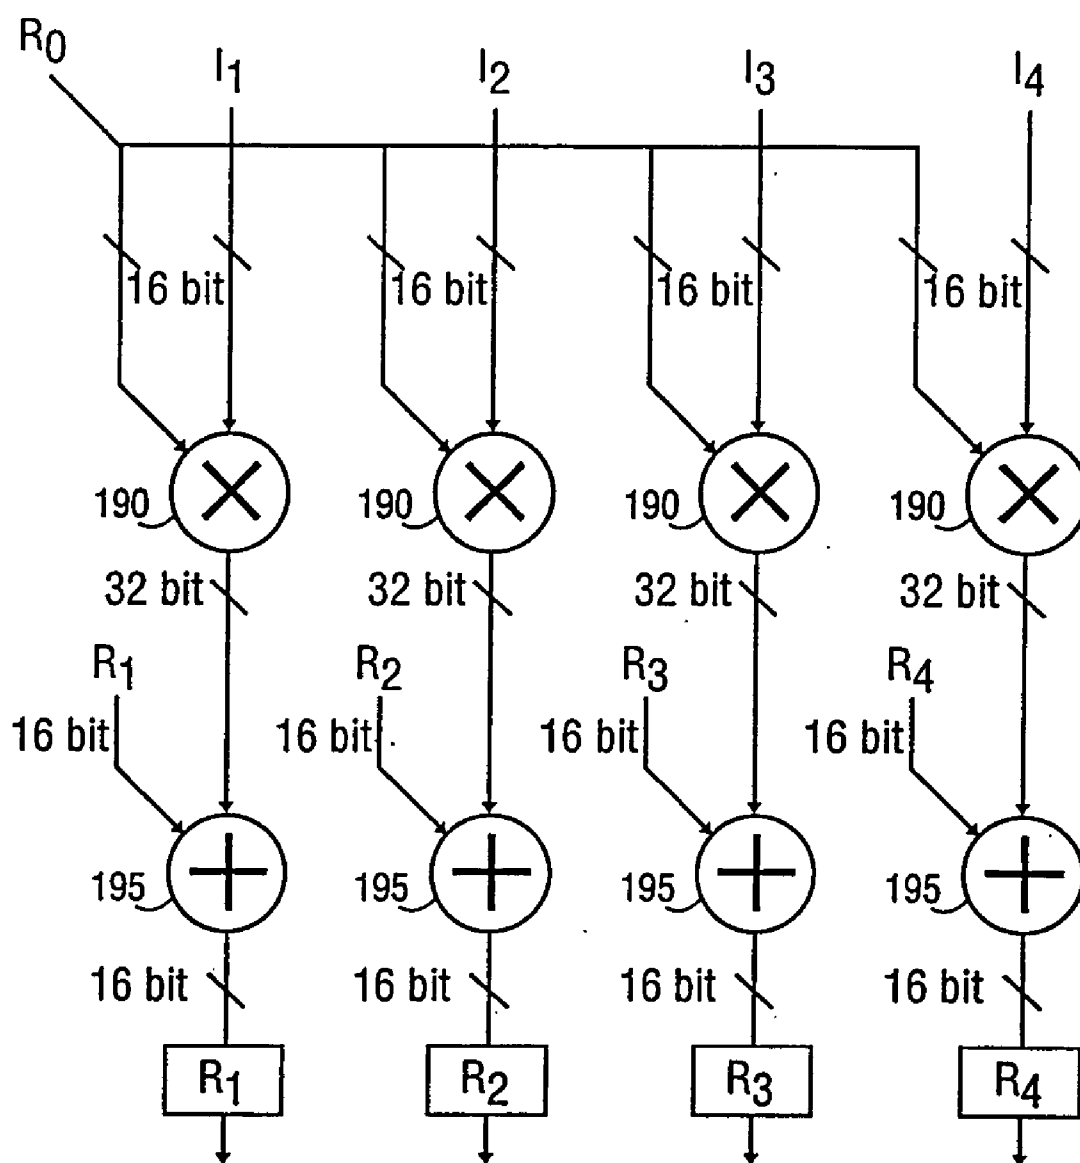 R0 I1 I2 I3 I4
16 bit 16 bit 16 bit 16 bit
190 190 190 190
32 bit 32 bit 32 bit 32 bit
R1 R2 R3 R4
16 bit 16 bit 16 bit 16 bit
195 195 195 195
16 bit 16 bit 16 bit 16 bit
R1 R2 R3 R4